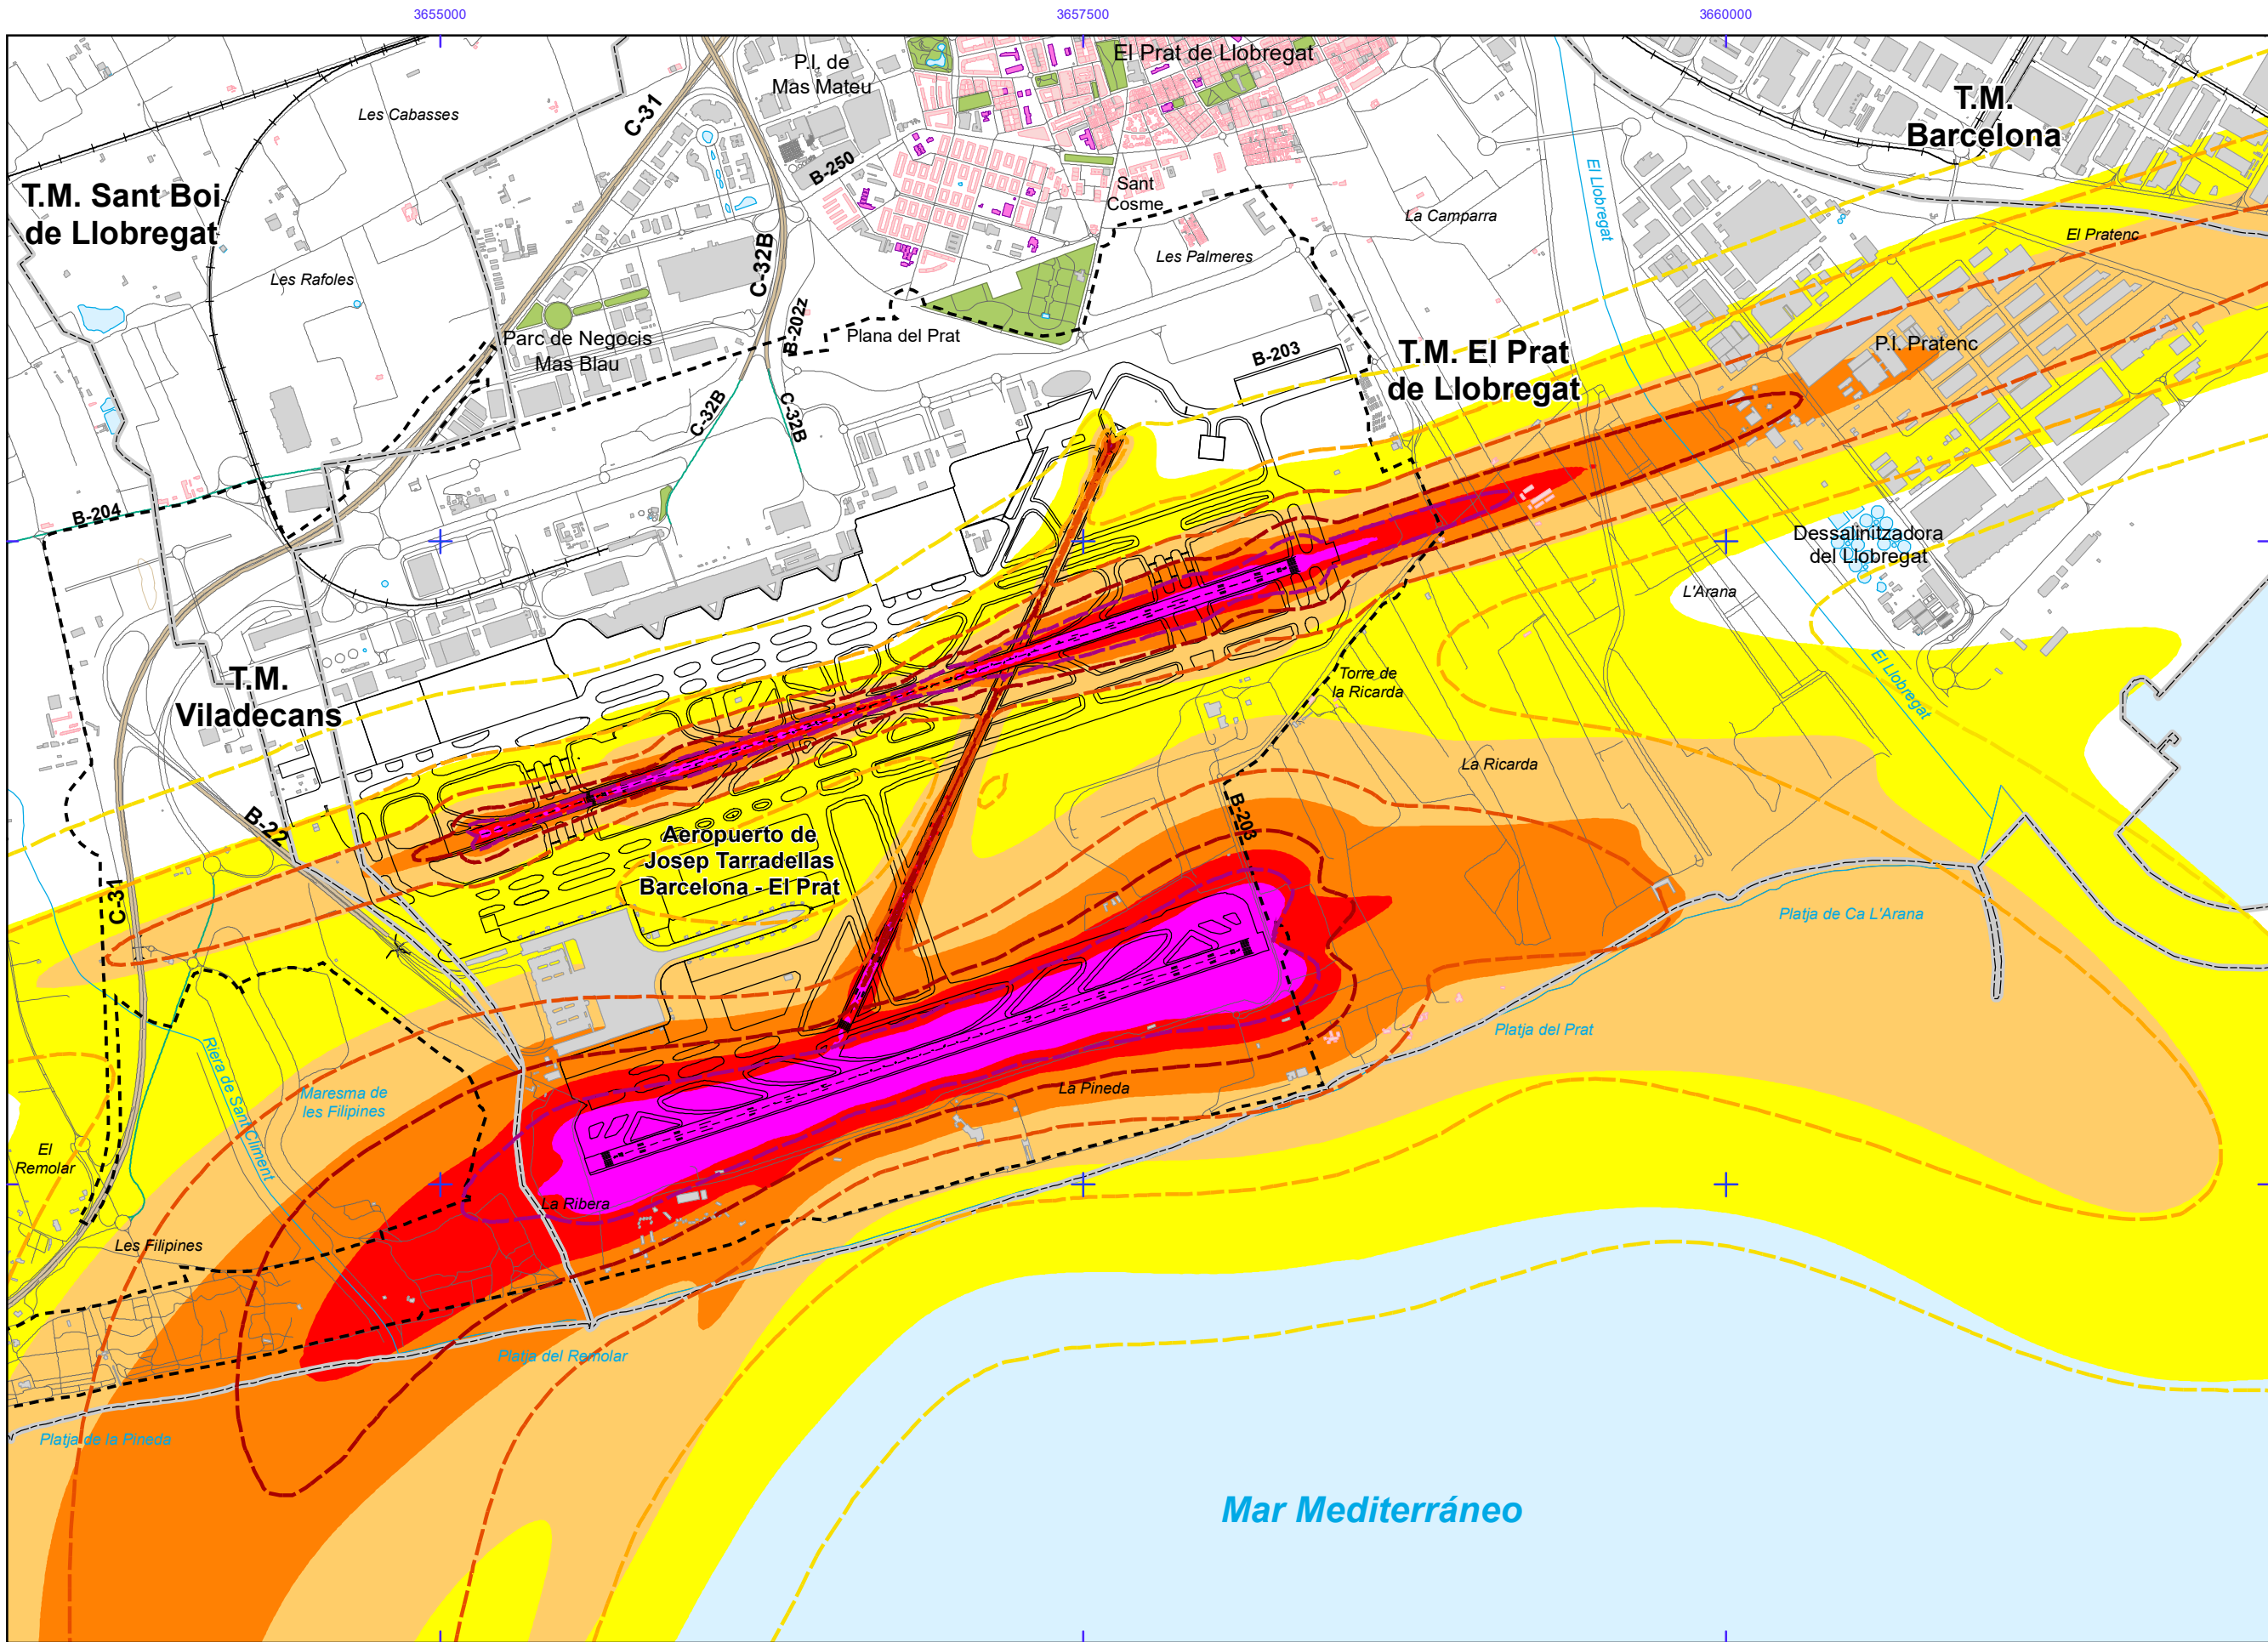 3655000
3657500
3660000
El Prat de Llobregat
P.I. de
Mas Mateu
Les Cabasses
C-31
T.M.
Barcelona
B-250
T.M. Sant Boi
de Llobregat
Sant
Cosme
El Llobregat
La Camparra
El Pratenc
Les Palmeres
C-32B
Les Rafoles
B-202z
Parc de Negocis
Mas Blau
Plana del Prat
B-203
T.M. El Prat
de Llobregat
P.I. Pratenc
C-32B
C-32B
B-204
Dessalinitzadora
del Llobregat
L'Arana
T.M.
Viladecans
Torre de
la Ricarda
El Llobregat
La Ricarda
B-22
B-203
Aeropuerto de
Josep Tarradellas
Barcelona - El Prat
C-31
Platja de Ca L'Arana
Platja del Prat
Riera de Sant Climent
Maresma de
les Filipines
La Pineda
El
Remolar
La Ribera
Les Filipines
Platja del Remolar
Platja de la Pineda
Mar Mediterráneo